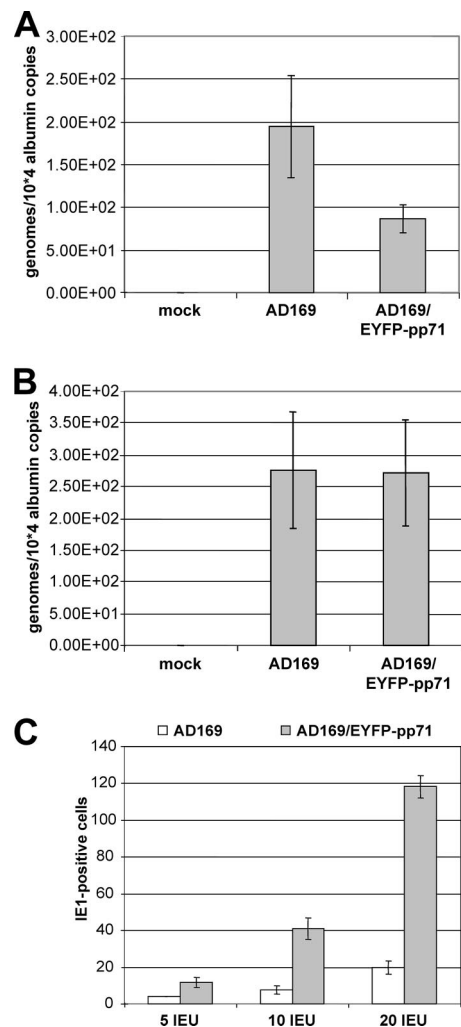 A
genomes/10*4 albumin copies
3.00E+02
2.50E+02
2.00E+02
1.50E+02
1.00E+02
5.00E+01
0.00E+00
mock
AD169
AD169/
EYFP-pp71
B
genomes/10*4 albumin copies
4.00E+02
3.50E+02
3.00E+02
2.50E+02
2.00E+02
1.50E+02
1.00E+02
5.00E+01
0.00E+00
mock
AD169
AD169/
EYFP-pp71
C
AD169
AD169/EYFP-pp71
IE1-positive cells
140
120
100
80
60
40
20
0
5 IEU
10 IEU
20 IEU